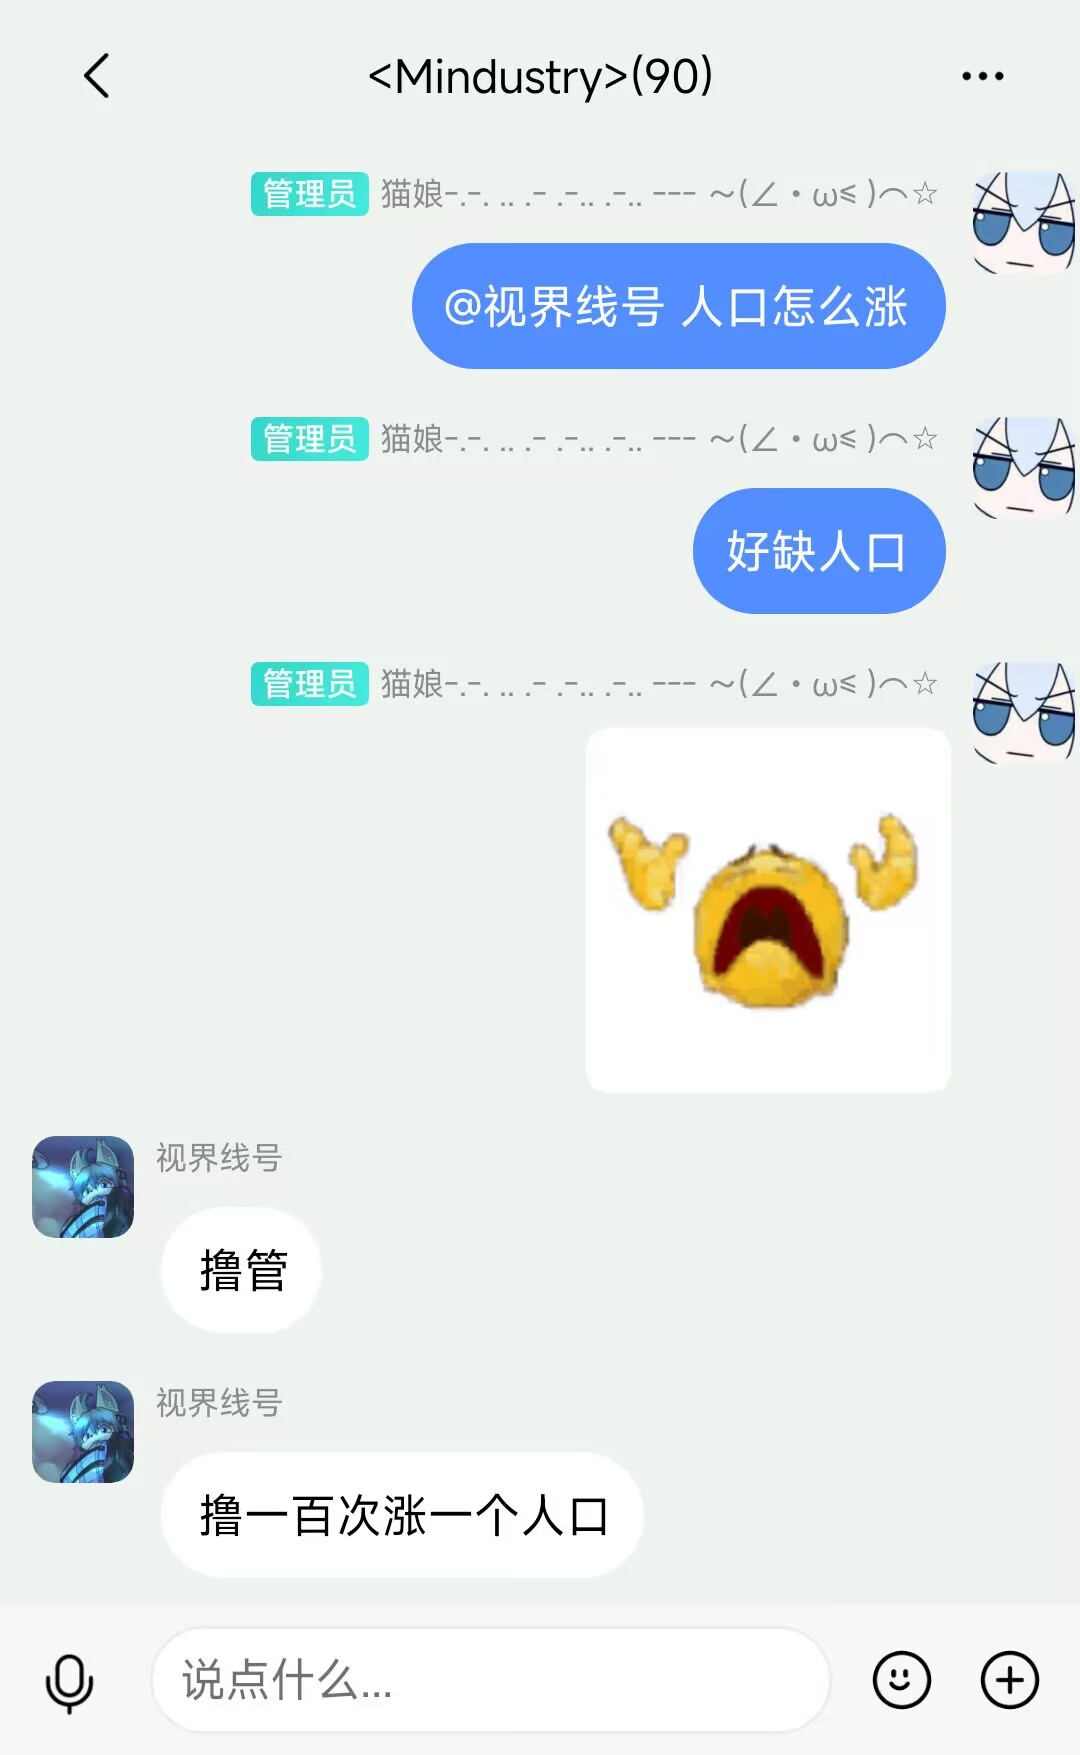 <Mindustry>(90)
管理员 猫娘-.-. .. .- .-.. .-.. --- ～(∠・ω≤ )⌒☆
@视界线号 人口怎么涨
管理员 猫娘-.-. .. .- .-.. .-.. --- ～(∠・ω≤ )⌒☆
好缺人口
管理员 猫娘-.-. .. .- .-.. .-.. --- ～(∠・ω≤ )⌒☆
视界线号
撸管
视界线号
撸一百次涨一个人口
说点什么...